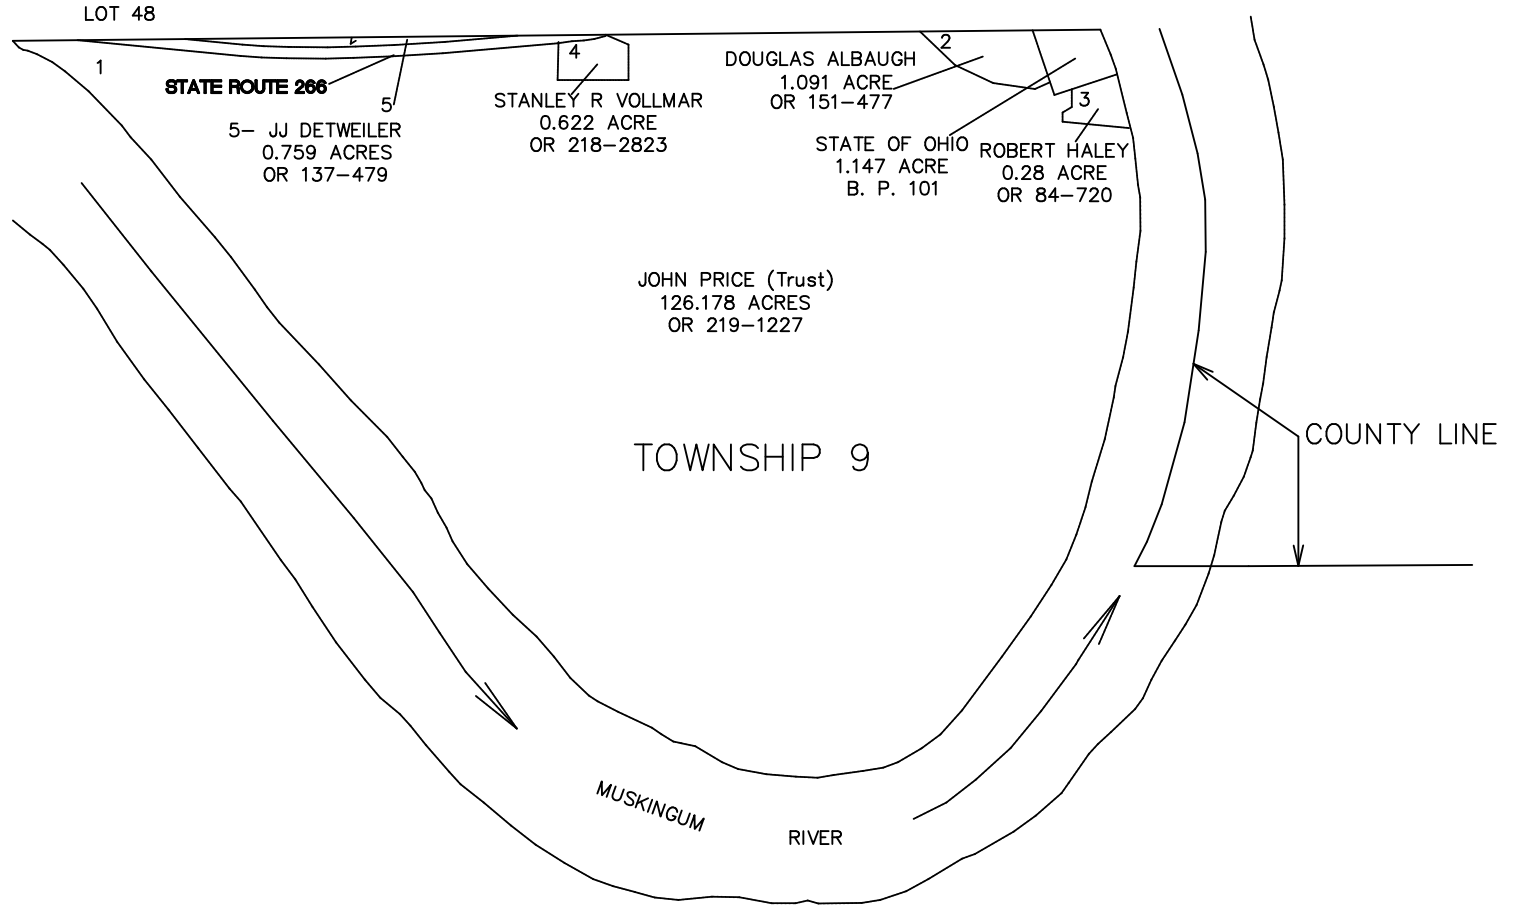 LOT 48
1
STATE ROUTE 266
5
5- JJ DETWEILER
0.759 ACRES
OR 137-479
4
STANLEY R VOLLMAR
0.622 ACRE
OR 218-2823
2
DOUGLAS ALBAUGH
1.091 ACRE
OR 151-477
STATE OF OHIO
1.147 ACRE
B. P. 101
3
ROBERT HALEY
0.28 ACRE
OR 84-720
JOHN PRICE (Trust)
126.178 ACRES
OR 219-1227
TOWNSHIP 9
COUNTY LINE
MUSKINGUM
RIVER